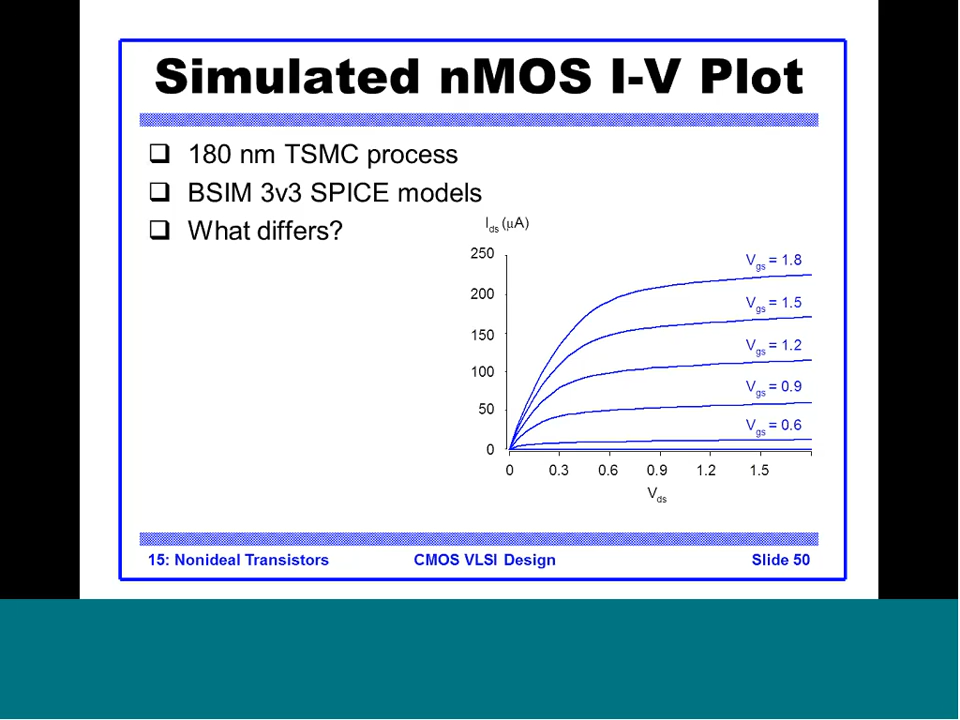 Simulated nMOS I-V Plot
❑ 180 nm TSMC process
❑ BSIM 3v3 SPICE models
❑ What differs?
Ids (μA)
250
200
150
100
50
0
Vgs = 1.8
Vgs = 1.5
Vgs = 1.2
Vgs = 0.9
Vgs = 0.6
0 0.3 0.6 0.9 1.2 1.5
Vds
15: Nonideal Transistors CMOS VLSI Design Slide 50